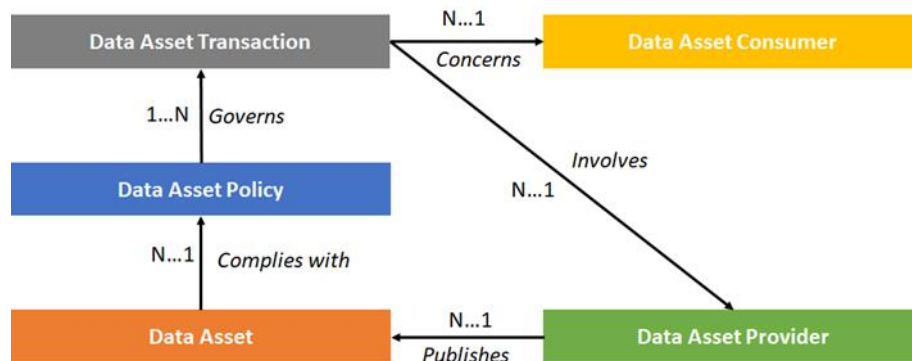 N...1
Data Asset Transaction
Data Asset Consumer
Concerns
1...N
Governs
Involves
Data Asset Policy
N...1
N...1
Complies with
N...1
Data Asset
Data Asset Provider
Publishes